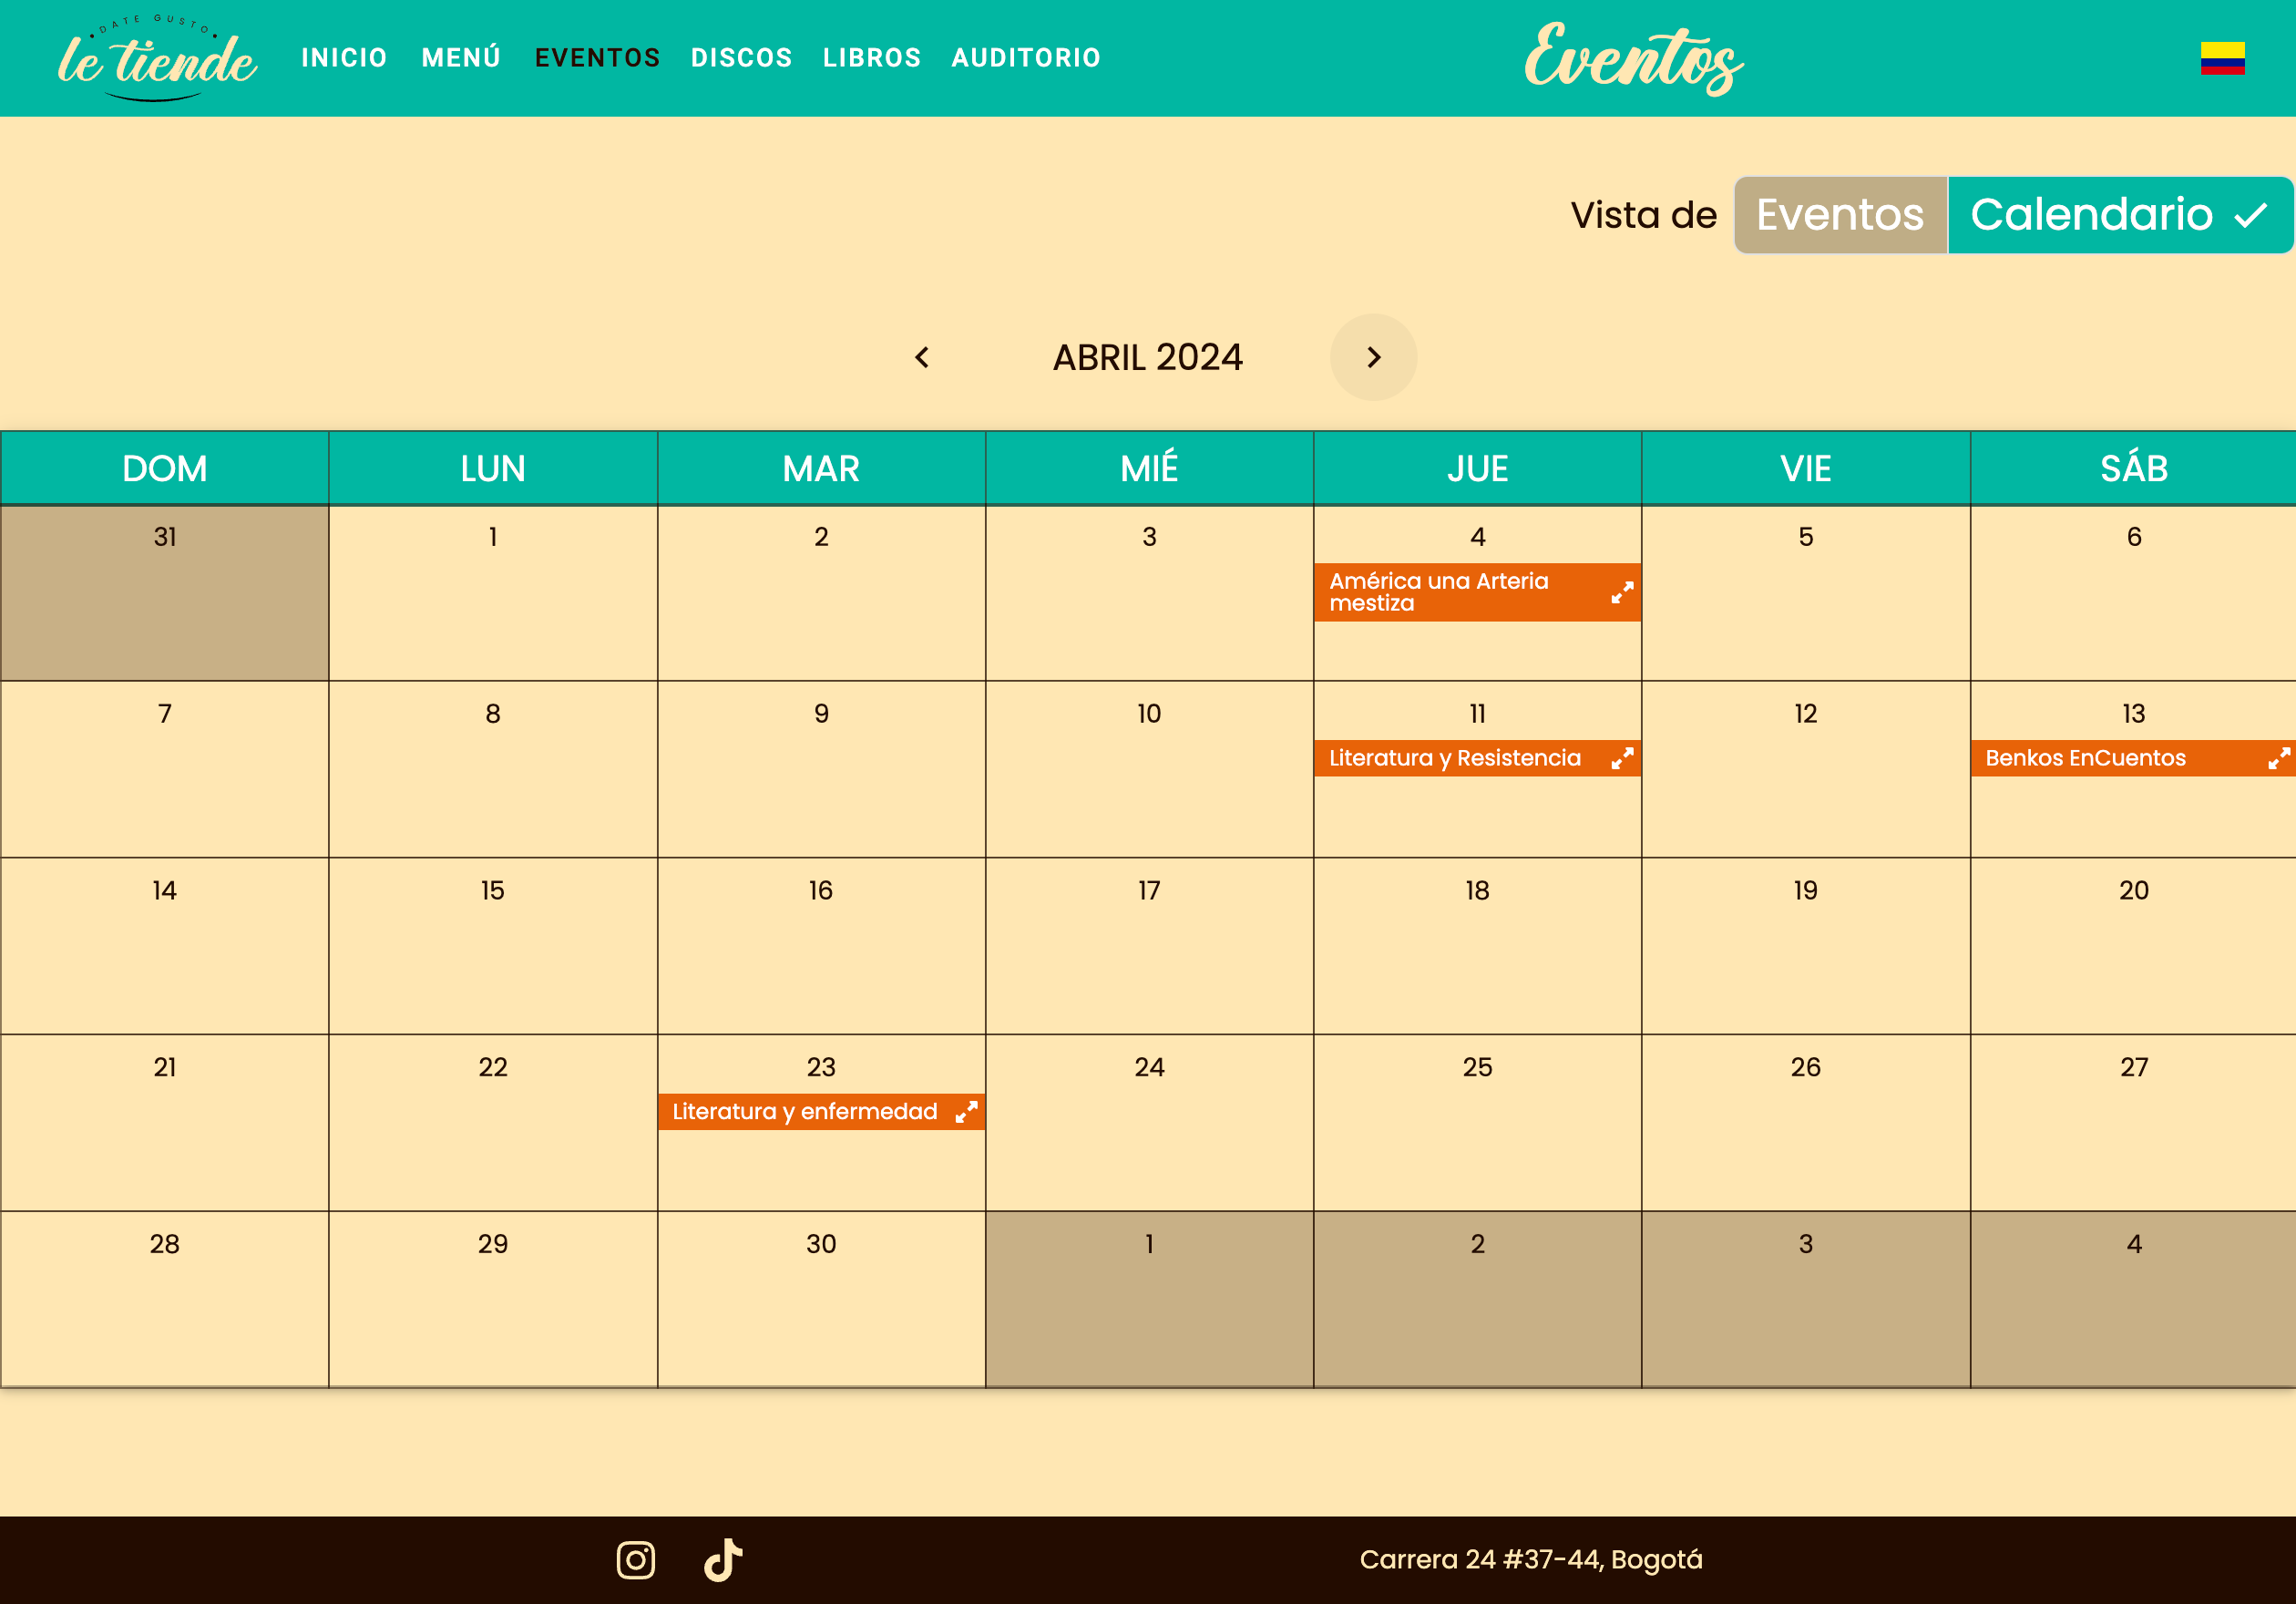 DATE GUSTO
le tiende
INICIO MENÚ EVENTOS DISCOS LIBROS AUDITORIO
Eventos
Vista de Eventos Calendario
ABRIL 2024
DOM LUN MAR MIÉ JUE VIE SÁB
31 1 2 3 4 5 6
América una Arteria
mestiza
7 8 9 10 11 12 13
Literatura y Resistencia Benkos EnCuentos
14 15 16 17 18 19 20
21 22 23 24 25 26 27
Literatura y enfermedad
28 29 30 1 2 3 4
Carrera 24 #37-44, Bogotá